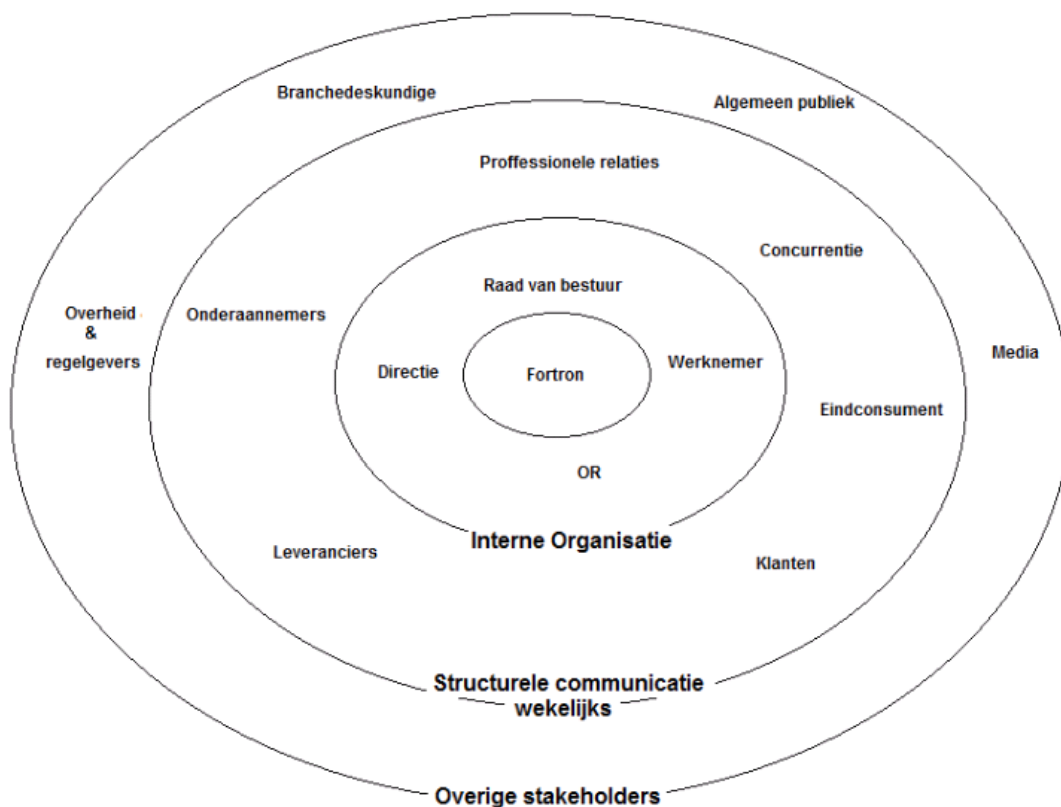 Branchedeskundige
Algemeen publiek
Proffessionele relaties
Concurrentie
Raad van bestuur
Overheid
&
regelgevers
Onderaannemers
Media
Directie
Fortron
Werknemer
Eindconsument
OR
Interne Organisatie
Leveranciers
Klanten
Structurele communicatie
wekelijks
Overige stakeholders